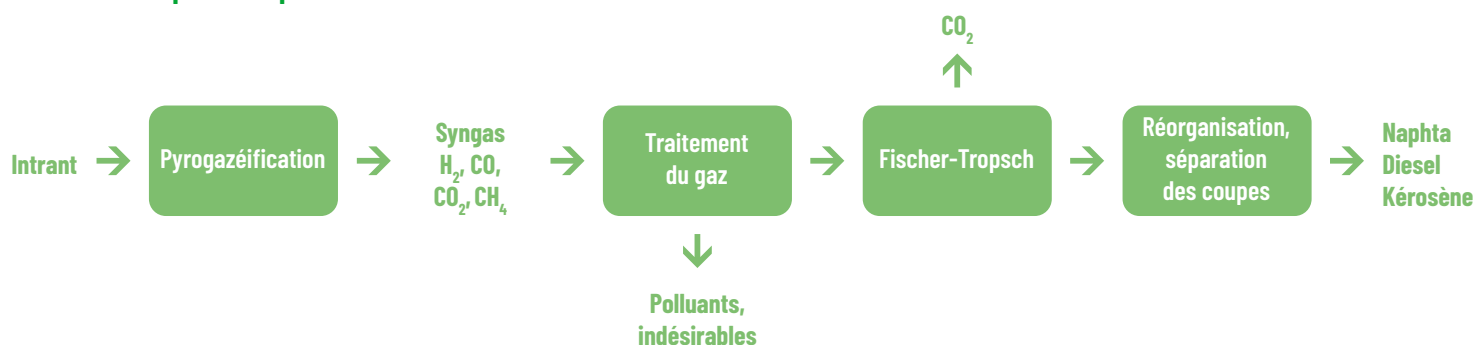 CO₂
Intrant
Pyrogazéification
Syngas
H₂, CO,
CO₂, CH₄
Traitement
du gaz
Fischer-Tropsch
Réorganisation,
séparation
des coupes
Naphta
Diesel
Kérosène
Polluants,
indésirables